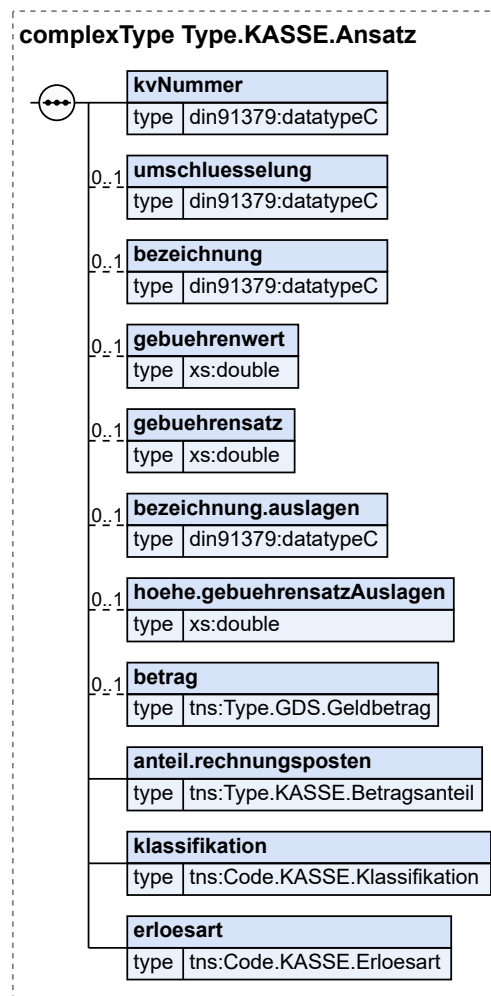 complexType Type.KASSE.Ansatz
kvNummer
type din91379:datatypeC
0..1 umschluesselung
type din91379:datatypeC
0..1 bezeichnung
type din91379:datatypeC
0..1 gebuehrenwert
type xs:double
0..1 gebuehrensatz
type xs:double
0..1 bezeichnung.auslagen
type din91379:datatypeC
0..1 hoehe.gebuehrensatzAuslagen
type xs:double
0..1 betrag
type tns:Type.GDS.Geldbetrag
anteil.rechnungsposten
type tns:Type.KASSE.Betragsanteil
klassifikation
type tns:Code.KASSE.Klassifikation
erloesart
type tns:Code.KASSE.Erloesart